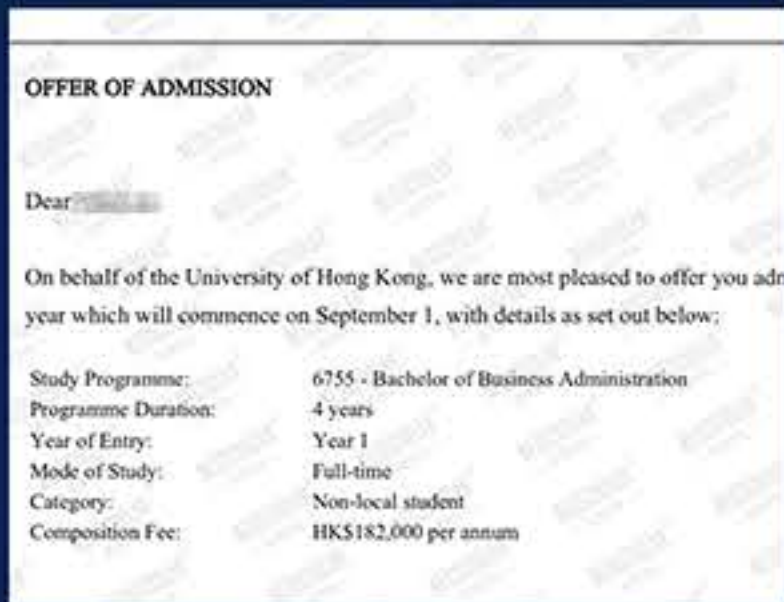 OFFER OF ADMISSION
Dear
On behalf of the University of Hong Kong, we are most pleased to offer you adm
year which will commence on September 1, with details as set out below:
Study Programme: 6755 - Bachelor of Business Administration
Programme Duration: 4 years
Year of Entry: Year 1
Mode of Study: Full-time
Category: Non-local student
Composition Fee: HK$182,000 per annum